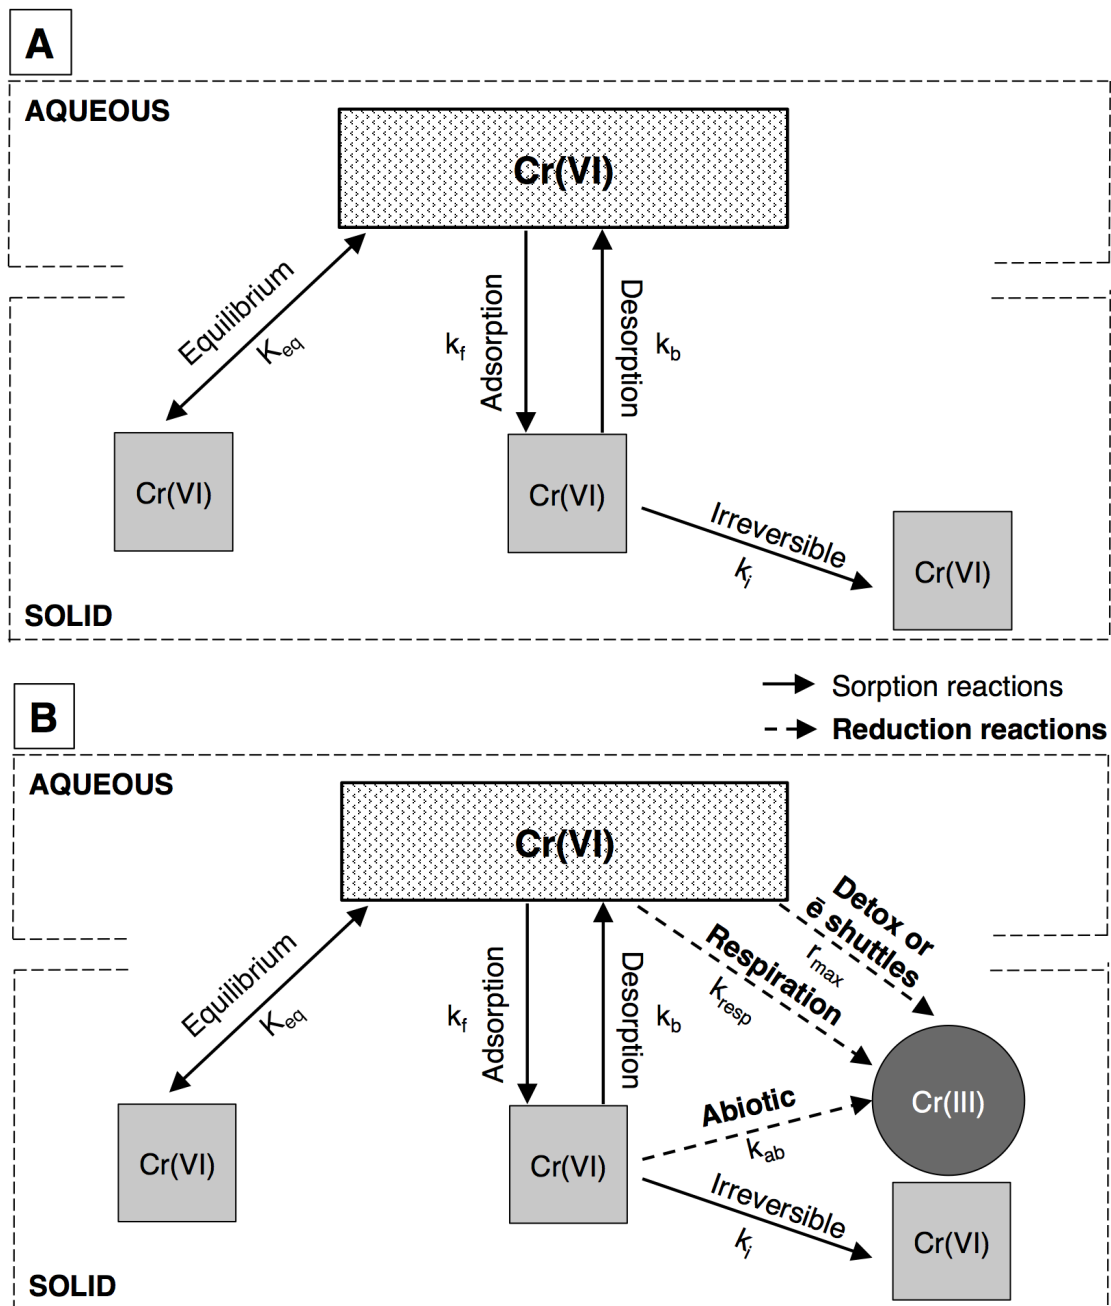 A
AQUEOUS
Cr(VI)
Equilibrium
Keq
kf
Adsorption
Desorption
kb
Cr(VI)
Cr(VI)
Irreversible
ki
Cr(VI)
SOLID
Sorption reactions
Reduction reactions
B
AQUEOUS
Cr(VI)
Detox or
ē shuttles
rmax
Respiration
kresp
Equilibrium
Keq
kf
Adsorption
Desorption
kb
Abiotic
kab
Cr(III)
Cr(VI)
Cr(VI)
Irreversible
ki
Cr(VI)
SOLID